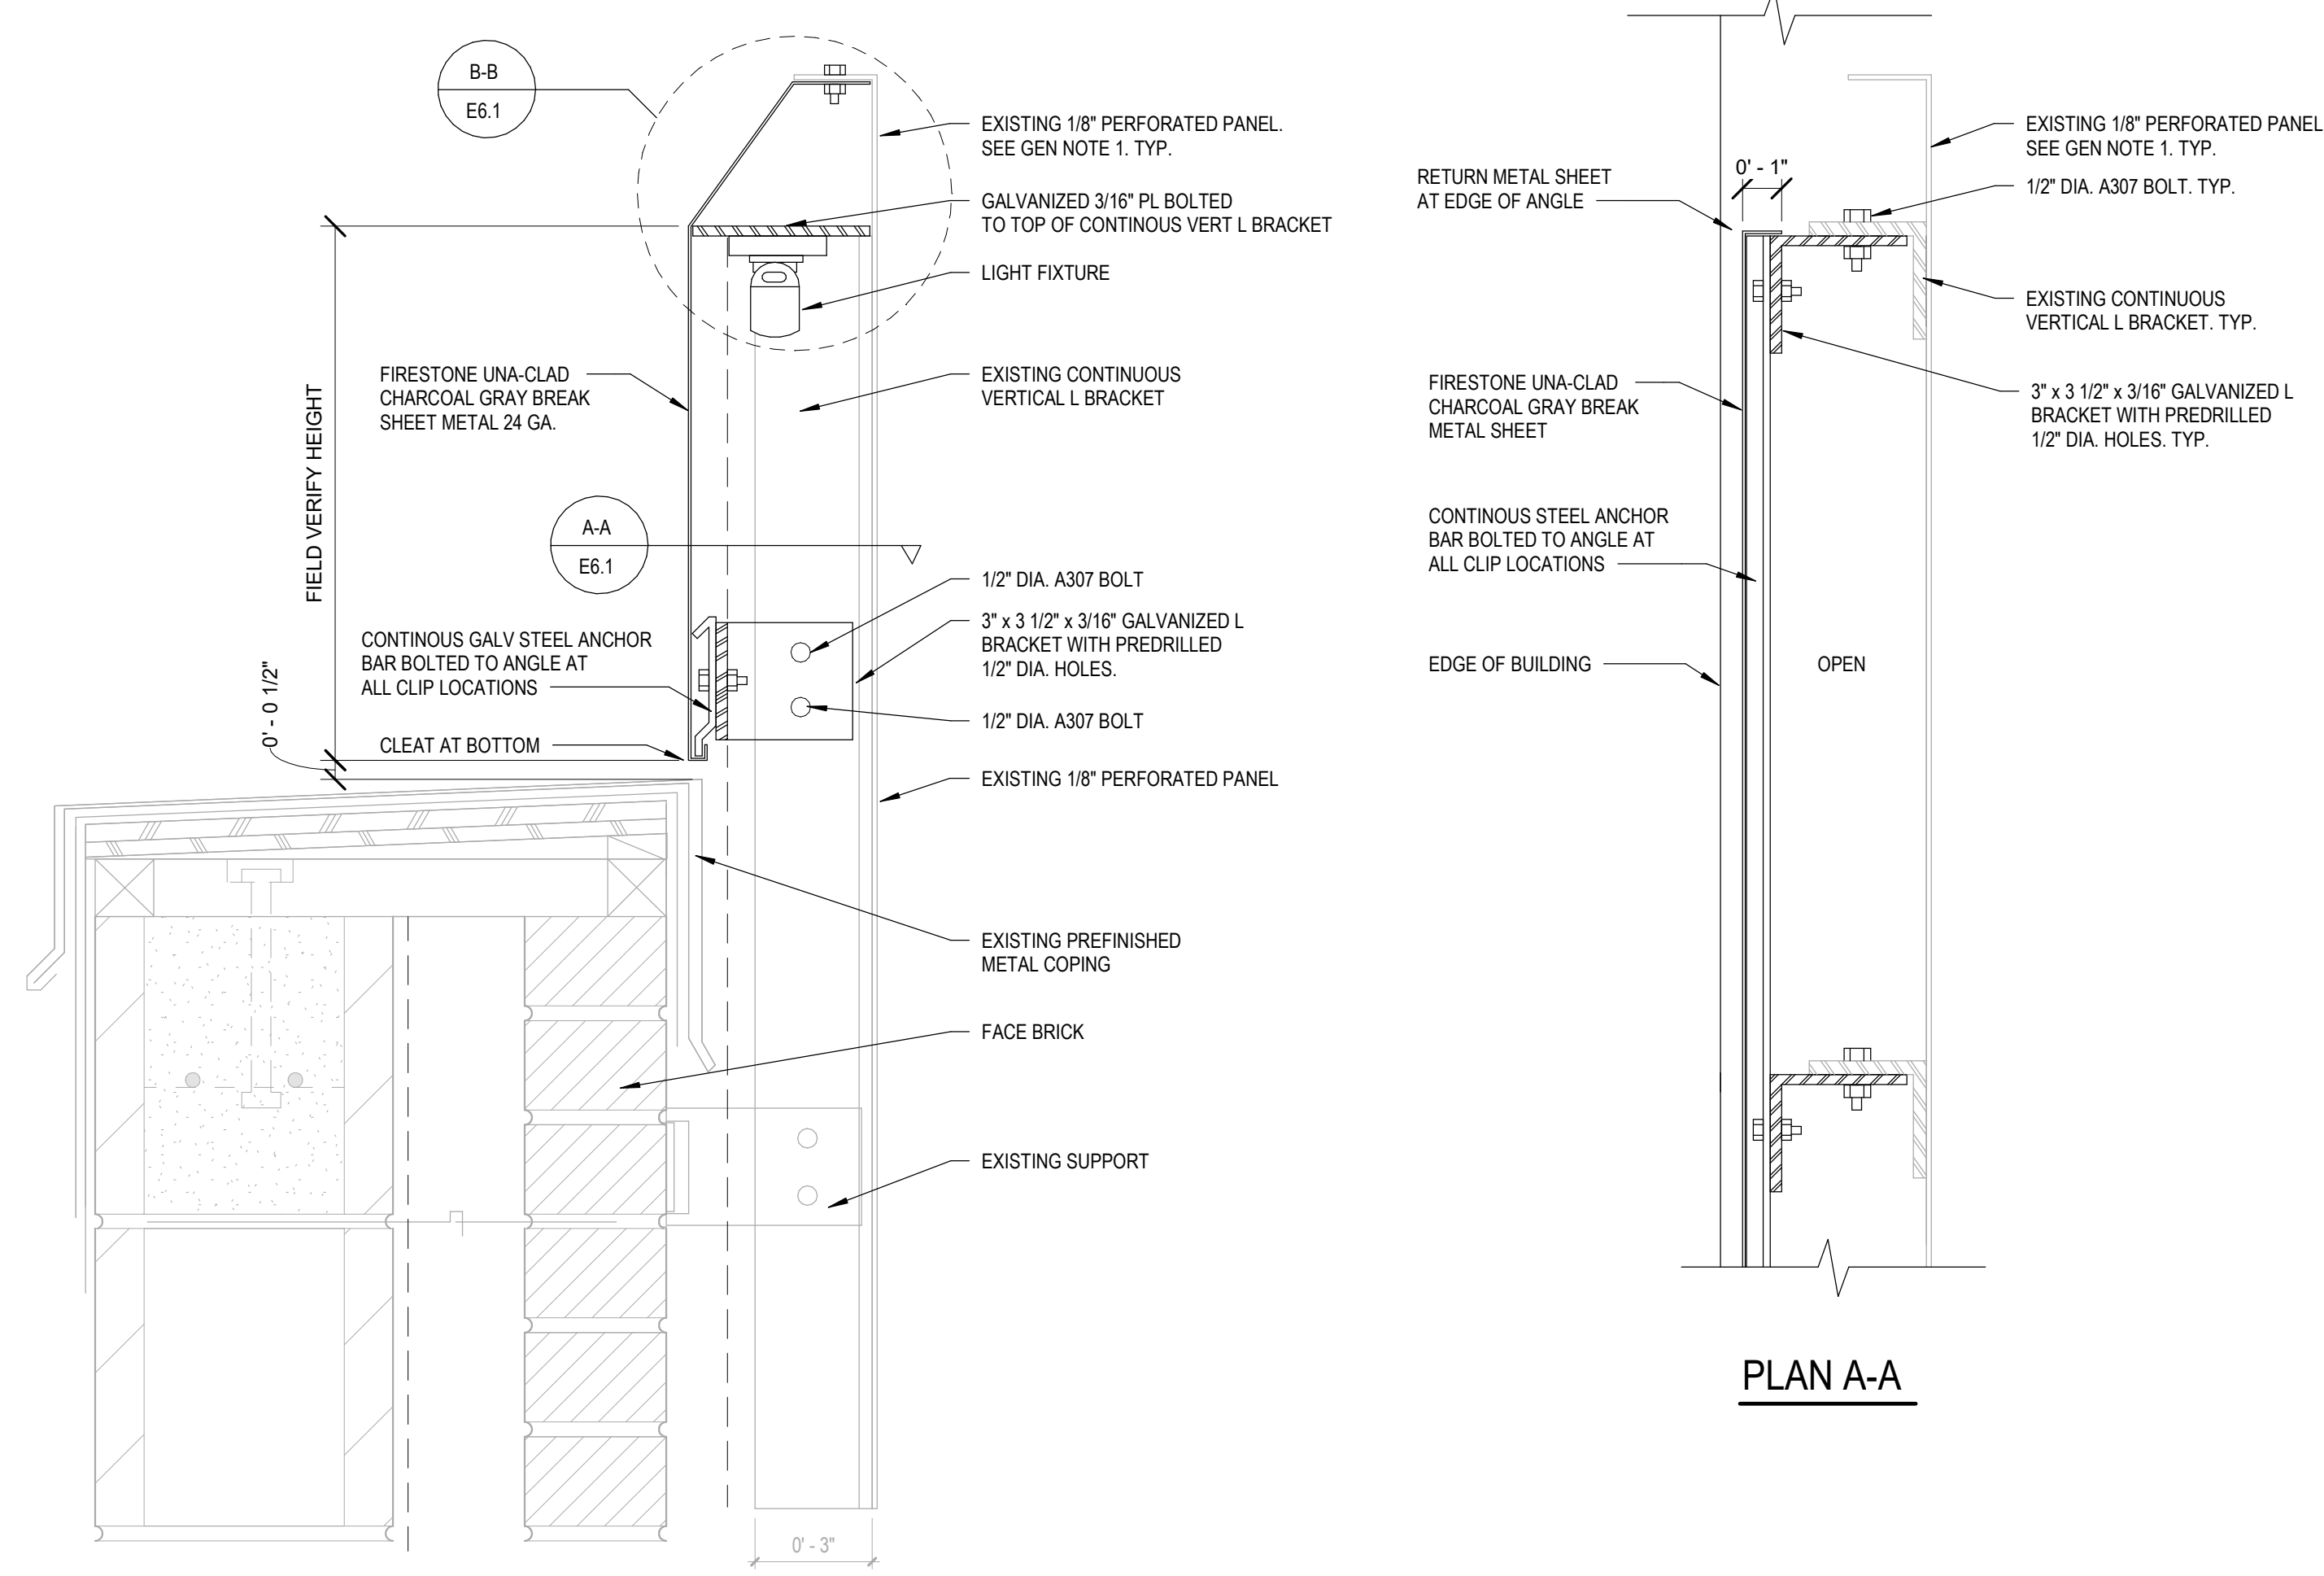 B-B
E6.1
EXISTING 1/8" PERFORATED PANEL.
SEE GEN NOTE 1. TYP.
GALVANIZED 3/16" PL BOLTED
TO TOP OF CONTINOUS VERT L BRACKET
LIGHT FIXTURE
FIRESTONE UNA-CLAD
CHARCOAL GRAY BREAK
SHEET METAL 24 GA.
EXISTING CONTINUOUS
VERTICAL L BRACKET
FIELD VERIFY HEIGHT
A-A
E6.1
1/2" DIA. A307 BOLT
3" x 3 1/2" x 3/16" GALVANIZED L
BRACKET WITH PREDRILLED
1/2" DIA. HOLES.
CONTINOUS GALV STEEL ANCHOR
BAR BOLTED TO ANGLE AT
ALL CLIP LOCATIONS
0' - 0 1/2"
1/2" DIA. A307 BOLT
CLEAT AT BOTTOM
EXISTING 1/8" PERFORATED PANEL
EXISTING PREFINISHED
METAL COPING
FACE BRICK
EXISTING SUPPORT
0' - 3"
EXISTING 1/8" PERFORATED PANEL
SEE GEN NOTE 1. TYP.
0' - 1"
RETURN METAL SHEET
AT EDGE OF ANGLE
1/2" DIA. A307 BOLT. TYP.
EXISTING CONTINUOUS
VERTICAL L BRACKET. TYP.
FIRESTONE UNA-CLAD
CHARCOAL GRAY BREAK
METAL SHEET
3" x 3 1/2" x 3/16" GALVANIZED L
BRACKET WITH PREDRILLED
1/2" DIA. HOLES. TYP.
CONTINOUS STEEL ANCHOR
BAR BOLTED TO ANGLE AT
ALL CLIP LOCATIONS
EDGE OF BUILDING
OPEN
PLAN A-A